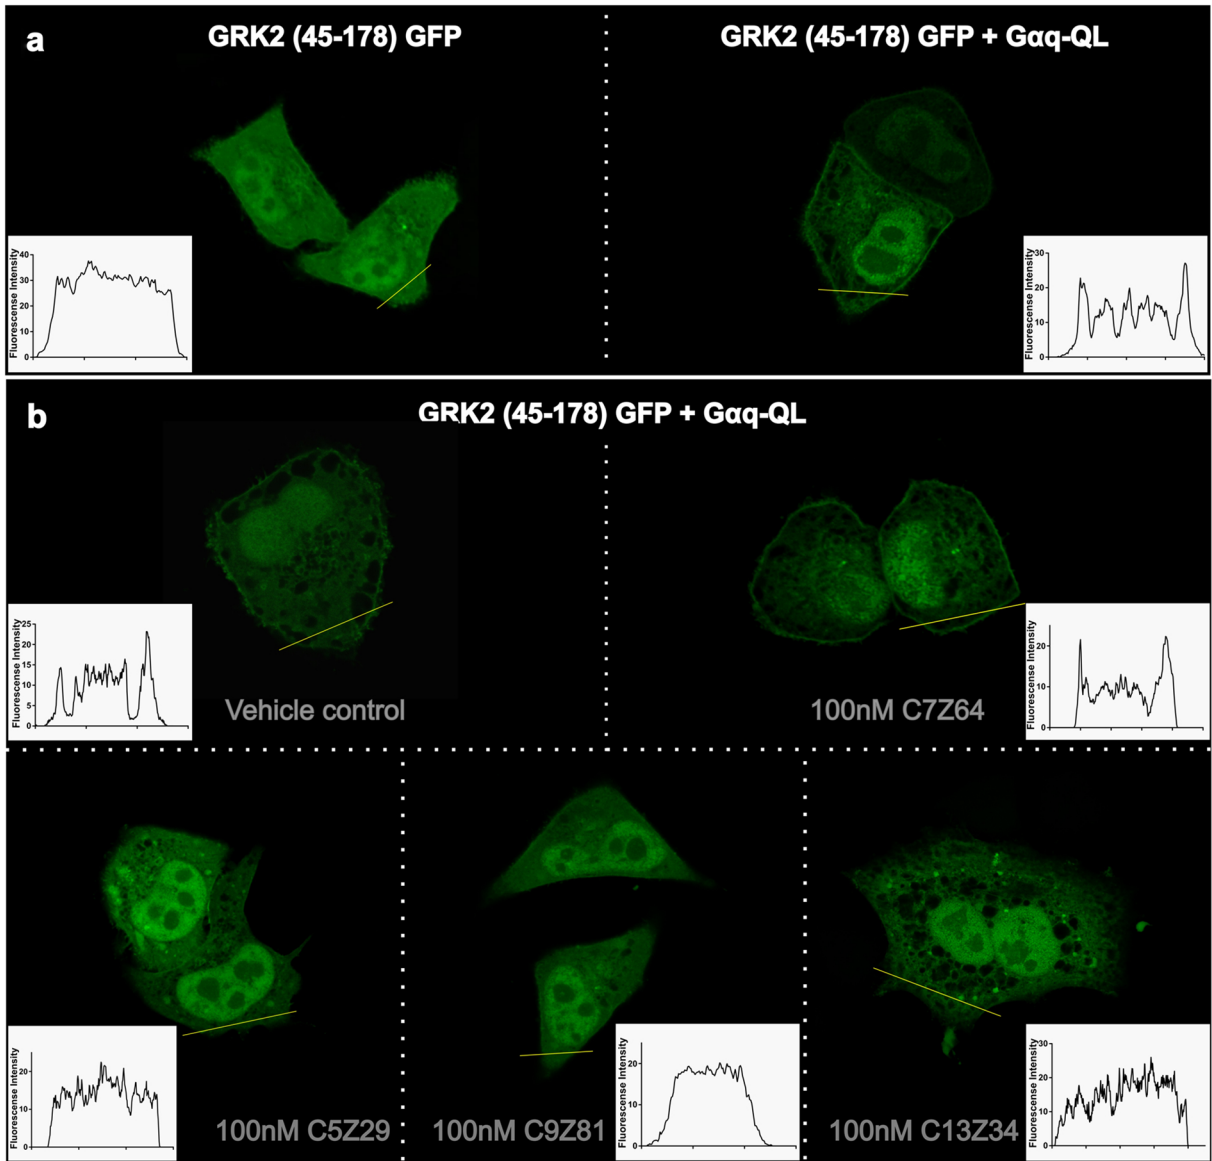 a
GRK2 (45-178) GFP
GRK2 (45-178) GFP + Gαq-QL
Fluorescense Intensity
40
30
20
10
0
Fluorescense Intensity
30
20
10
0
b
GRK2 (45-178) GFP + Gαq-QL
Fluorescense Intensity
25
20
15
10
5
0
Vehicle control
100nM C7Z64
Fluorescense Intensity
20
10
0
Fluorescense Intensity
20
10
0
100nM C5Z29
100nM C9Z81
Fluorescense Intensity
20
10
0
100nM C13Z34
Fluorescense Intensity
30
20
10
0